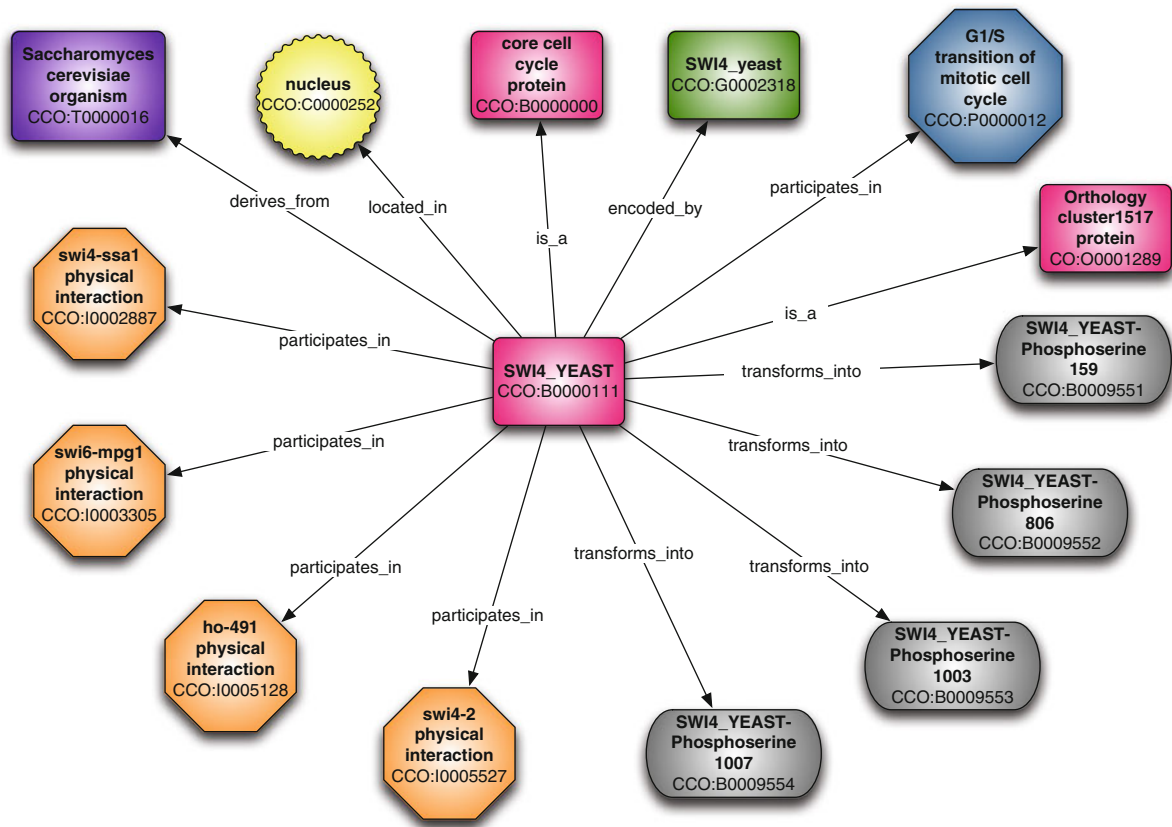 Saccharomyces
cerevisiae
organism
CCO:T0000016
nucleus
CCO:C0000252
core cell
cycle
protein
CCO:B0000000
SWI4_yeast
CCO:G0002318
G1/S
transition of
mitotic cell
cycle
CCO:P0000012
derives_from
located_in
is_a
encoded_by
participates_in
Orthology
cluster1517
protein
CO:O0001289
is_a
swi4-ssa1
physical
interaction
CCO:I0002887
participates_in
SWI4_YEAST
CCO:B0000111
transforms_into
SWI4_YEAST-
Phosphoserine
159
CCO:B0009551
swi6-mpg1
physical
interaction
CCO:I0003305
participates_in
transforms_into
SWI4_YEAST-
Phosphoserine
806
CCO:B0009552
participates_in
participates_in
transforms_into
transforms_into
ho-491
physical
interaction
CCO:I0005128
swi4-2
physical
interaction
CCO:I0005527
SWI4_YEAST-
Phosphoserine
1007
CCO:B0009554
SWI4_YEAST-
Phosphoserine
1003
CCO:B0009553